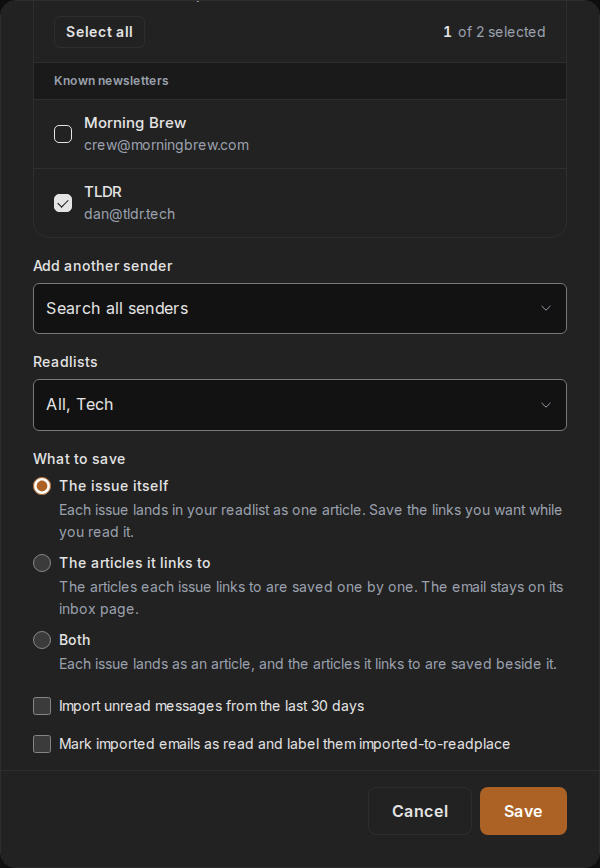 Select all
1 of 2 selected
Known newsletters
Morning Brew
crew@morningbrew.com
TLDR
dan@tldr.tech
Add another sender
Search all senders
Readlists
All, Tech
What to save
The issue itself
Each issue lands in your readlist as one article. Save the links you want while
you read it.
The articles it links to
The articles each issue links to are saved one by one. The email stays on its
inbox page.
Both
Each issue lands as an article, and the articles it links to are saved beside it.
Import unread messages from the last 30 days
Mark imported emails as read and label them imported-to-readplace
Cancel
Save